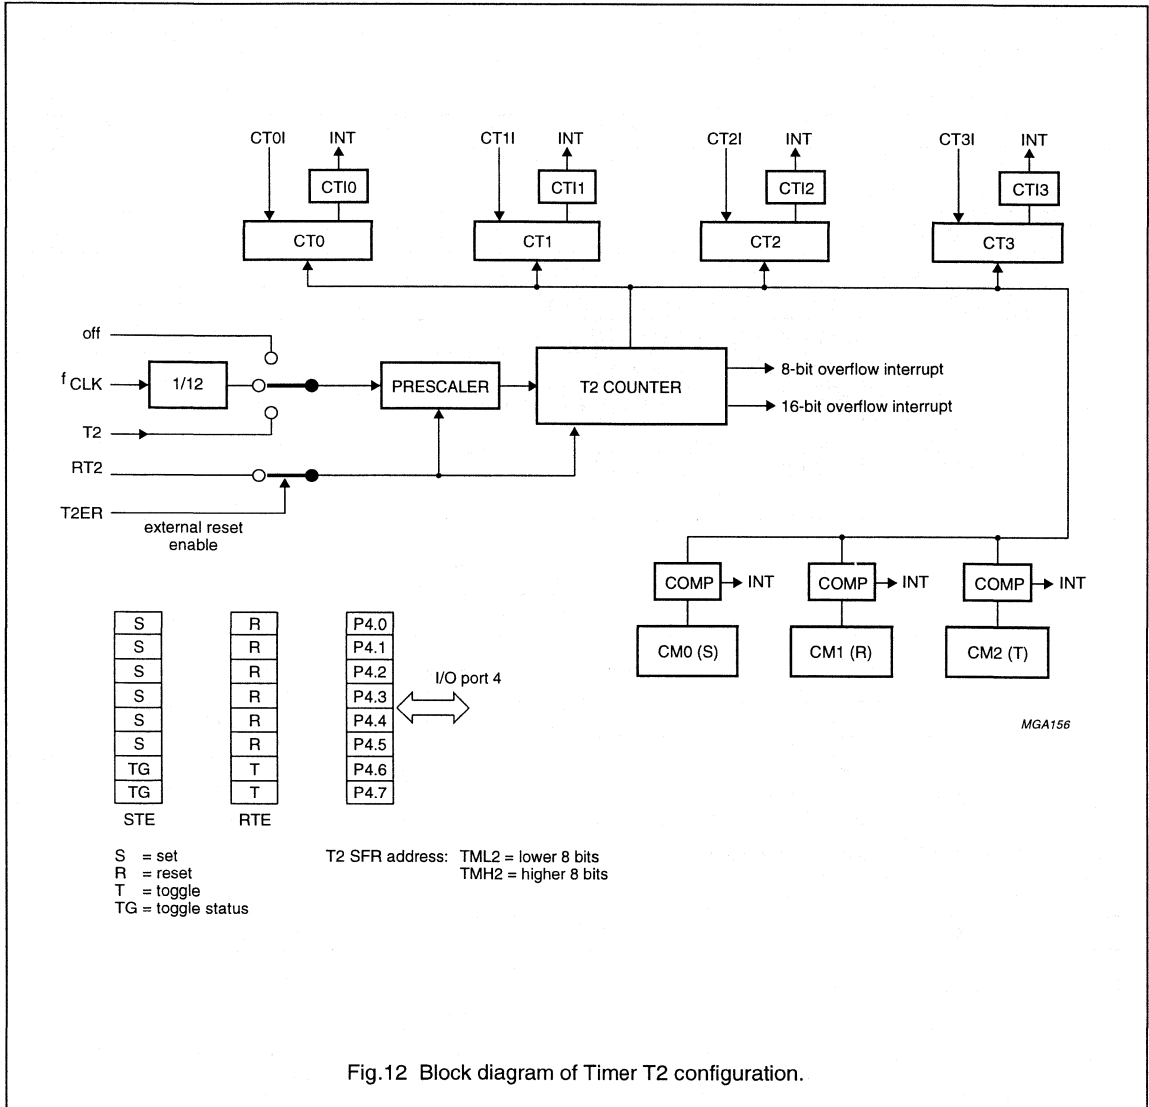 CT0I INT CT1I INT CT2I INT CT3I INT
CTI0 CTI1 CTI2 CTI3
CT0 CT1 CT2 CT3
off
f CLK 1/12 PRESCALER T2 COUNTER 8-bit overflow interrupt
16-bit overflow interrupt
T2
RT2
T2ER
external reset
enable
COMP INT COMP INT COMP INT
CM0 (S) CM1 (R) CM2 (T)
S R P4.0
S R P4.1
S R P4.2
S R P4.3
S R P4.4
S R P4.5
TG T P4.6
TG T P4.7
I/O port 4
STE RTE
MGA156
S = set
R = reset
T = toggle
TG = toggle status
T2 SFR address: TML2 = lower 8 bits
TMH2 = higher 8 bits
Fig.12 Block diagram of Timer T2 configuration.